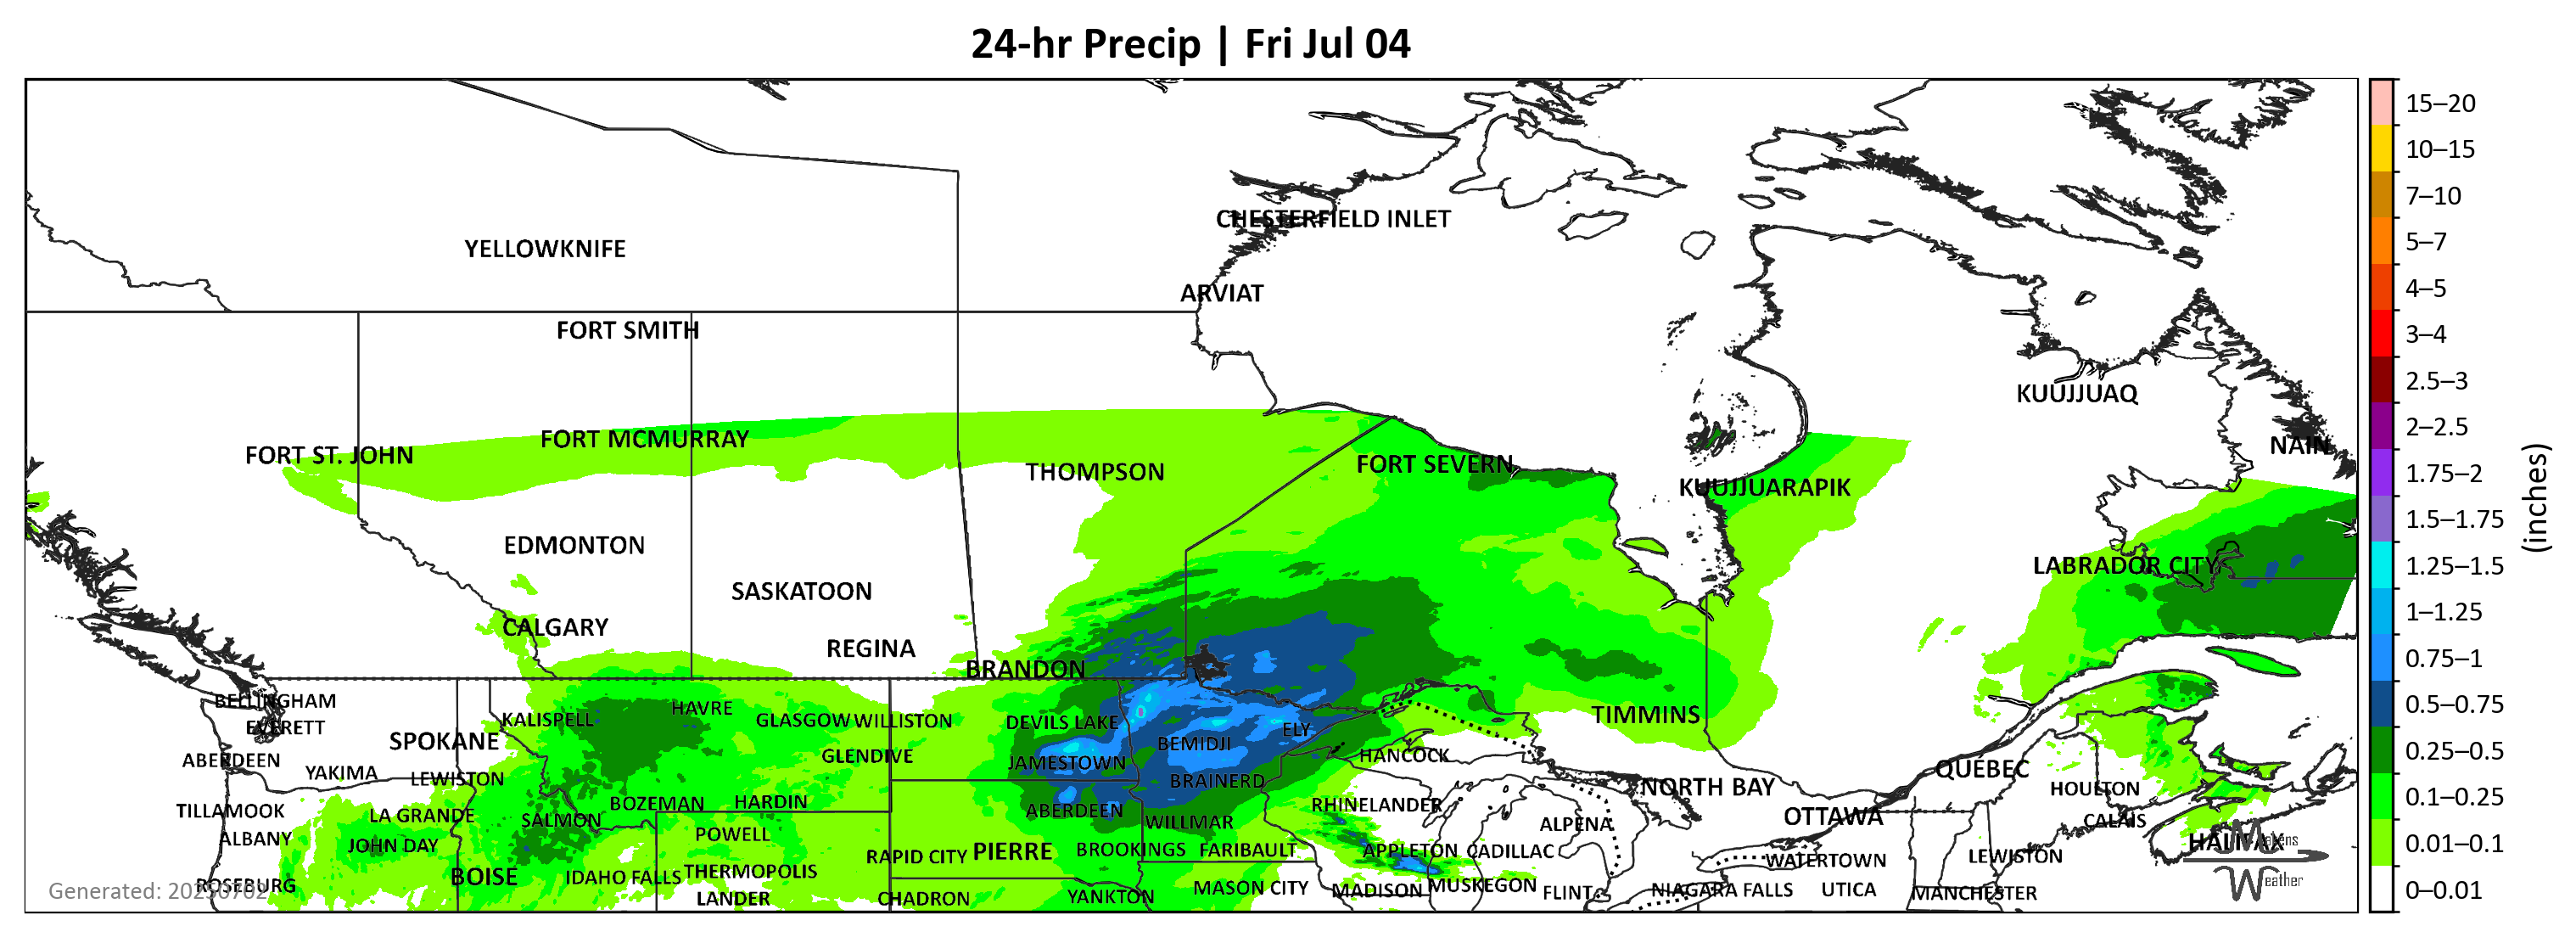 24-hr Precip | Fri Jul 04
CHESTERFIELD INLET
YELLOWKNIFE
ARVIAT
FORT SMITH
KUUJJUAQ
FORT MCMURRAY
NAIN
FORT ST. JOHN
THOMPSON
FORT SEVERN
KUUJJUARAPIK
EDMONTON
LABRADOR CITY
SASKATOON
CALGARY
REGINA
BRANDON
BELLINGHAM
HAVRE
KALISPELL
GLASGOW
WILLISTON
DEVILS LAKE
TIMMINS
EVERETT
ELY
SPOKANE
BEMIDJI
ABERDEEN
GLENDIVE
JAMESTOWN
HANCOCK
QUEBEC
YAKIMA
LEWISTON
BRAINERD
NORTH BAY
HOULTON
BOZEMAN
HARDIN
RHINELANDER
TILLAMOOK
LA GRANDE
SALMON
ABERDEEN
WILLMAR
ALPENA
OTTAWA
CALAIS
ALBANY
POWELL
JOHN DAY
HALIFAX
Matens
Weather
RAPID CITY
PIERRE
BROOKINGS
FARIBAULT
APPLETON
CADILLAC
WATERTOWN
LEWISTON
BOISE
IDAHO FALLS
THERMOPOLIS
ROSEBURG
MASON CITY
MADISON
MUSKEGON
FLINT
NIAGARA FALLS
UTICA
MANCHESTER
LANDER
CHADRON
YANKTON
Generated: 20250702
15–20
10–15
7–10
5–7
4–5
3–4
2.5–3
2–2.5
1.75–2
1.5–1.75
1.25–1.5
1–1.25
0.75–1
0.5–0.75
0.25–0.5
0.1–0.25
0.01–0.1
0–0.01
(inches)